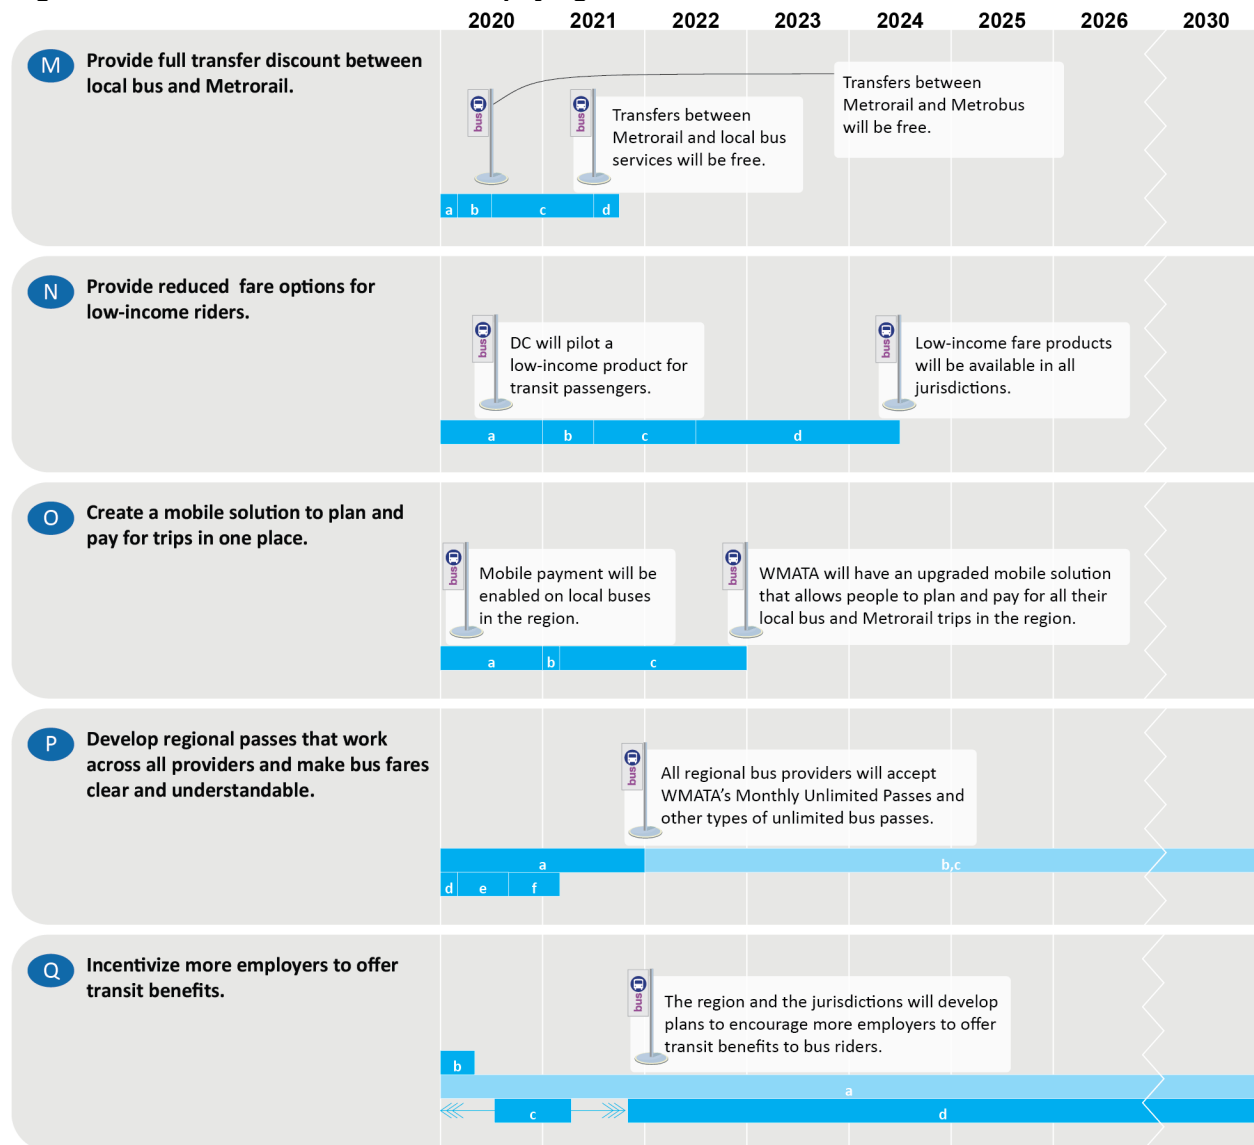 2020 2021 2022 2023 2024 2025 2026 2030
M
Provide full transfer discount between
local bus and Metrorail.
bus
bus
Transfers between
Metrorail and local bus
services will be free.
Transfers between
Metrorail and Metrobus
will be free.
a b c d
N
Provide reduced fare options for
low-income riders.
bus
DC will pilot a
low-income product for
transit passengers.
bus
Low-income fare products
will be available in all
jurisdictions.
a b c d
O
Create a mobile solution to plan and
pay for trips in one place.
bus
Mobile payment will be
enabled on local buses
in the region.
bus
WMATA will have an upgraded mobile solution
that allows people to plan and pay for all their
local bus and Metrorail trips in the region.
a b c
P
Develop regional passes that work
across all providers and make bus fares
clear and understandable.
bus
All regional bus providers will accept
WMATA’s Monthly Unlimited Passes and
other types of unlimited bus passes.
a b,c
d e f
Q
Incentivize more employers to offer
transit benefits.
bus
The region and the jurisdictions will develop
plans to encourage more employers to offer
transit benefits to bus riders.
b
a
c d